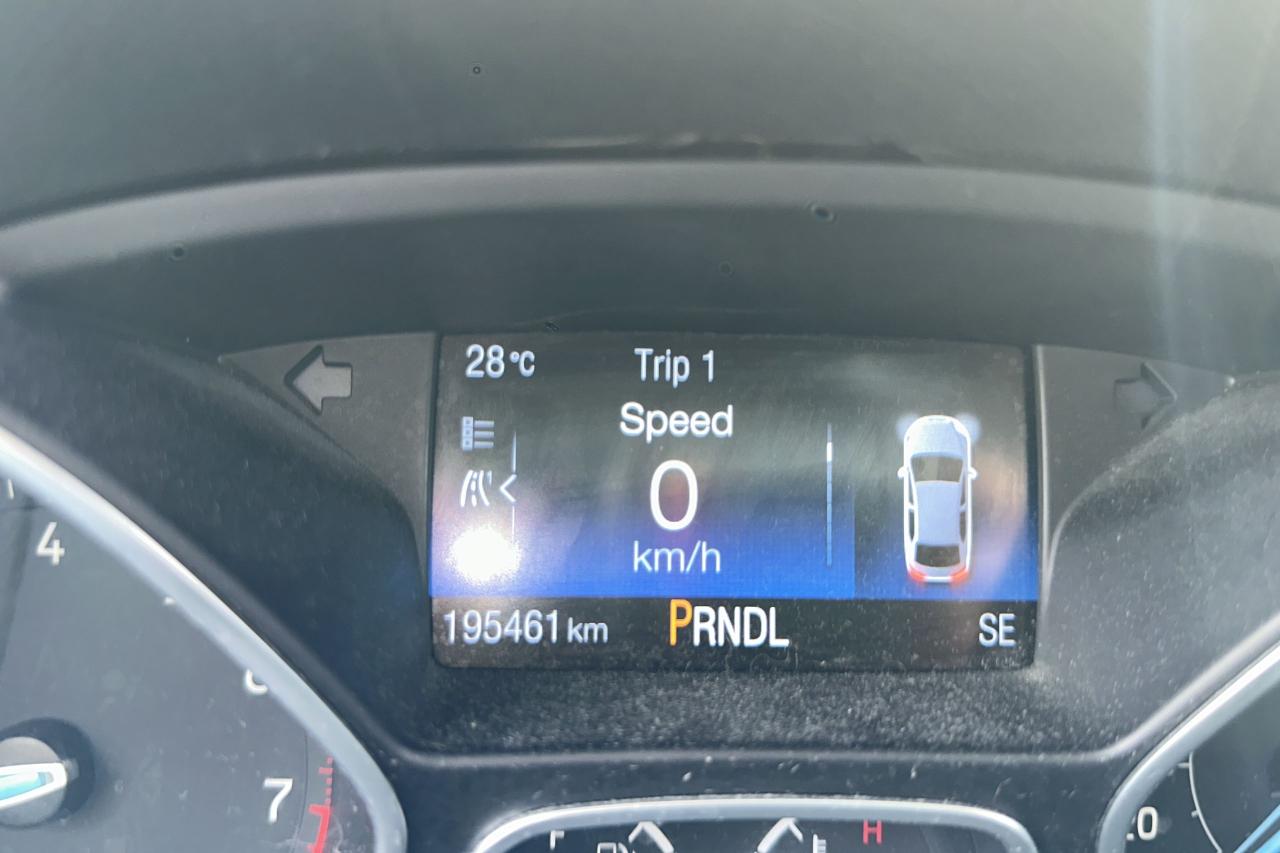 28°C
Trip 1
Speed
0
km/h
195461 km
PRNDL
SE
4
7
H